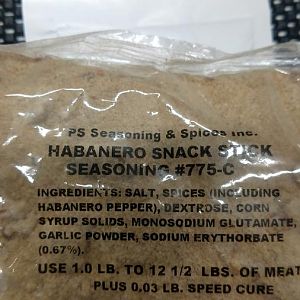 PS Seasoning & Spices Inc.
HABANERO SNACK STICK
SEASONING #775-C
INGREDIENTS: SALT, SPICES (INCLUDING
HABANERO PEPPER), DEXTROSE, CORN
SYRUP SOLIDS, MONOSODIUM GLUTAMATE,
GARLIC POWDER, SODIUM ERYTHORBATE
(0.67%).
USE 1.0 LB. TO 12 1/2 LBS. OF MEAT
PLUS 0.03 LB. SPEED CURE